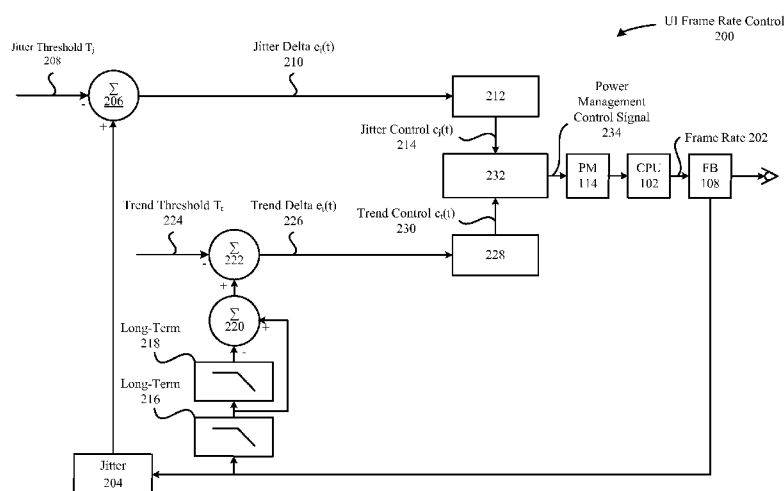 UI Frame Rate Control
200
Jitter Threshold Tj
208
Jitter Delta ej(t)
210
Σ
206
-
+
212
Jitter Control cj(t)
214
Power
Management
Control Signal
234
Frame Rate 202
232
PM
114
CPU
102
FB
108
Trend Threshold Tt
224
Trend Delta et(t)
226
Trend Control ct(t)
230
Σ
222
-
+
228
Σ
220
+
-
Long-Term
218
Long-Term
216
Jitter
204